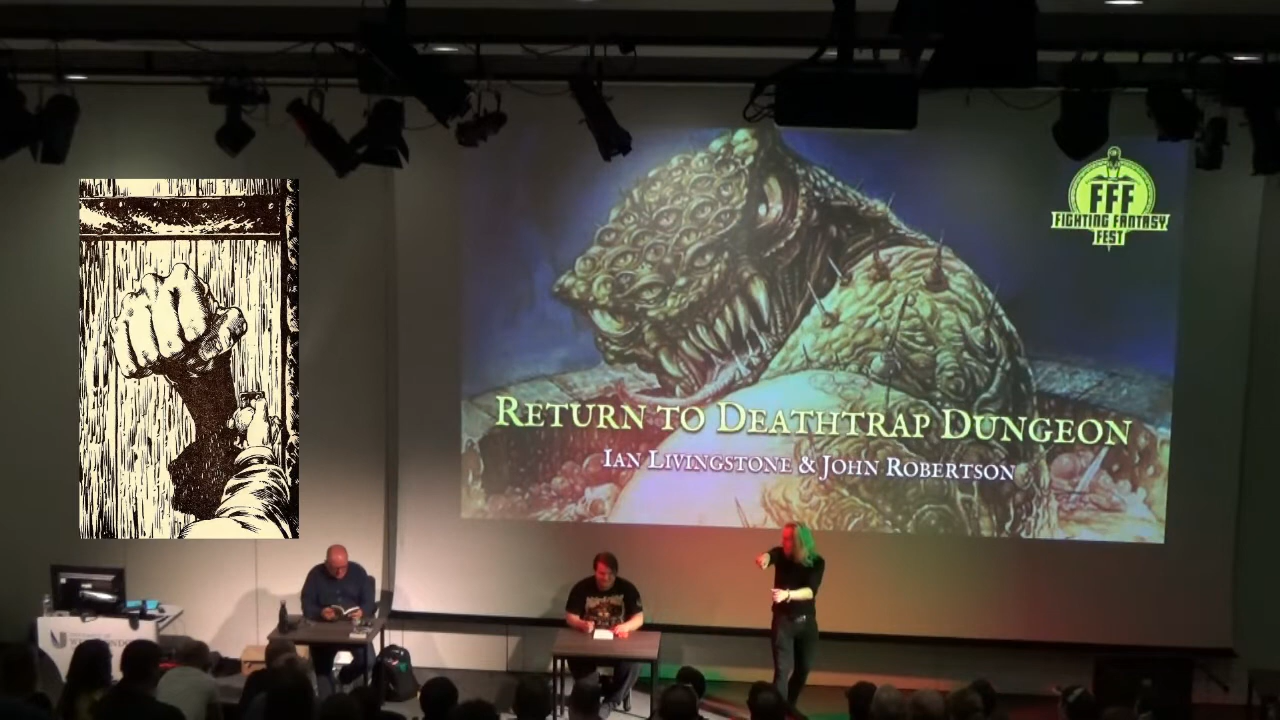 FFF
FIGHTING FANTASY
FEST
RETURN TO DEATHTRAP DUNGEON
IAN LIVINGSTONE & JOHN ROBERTSON